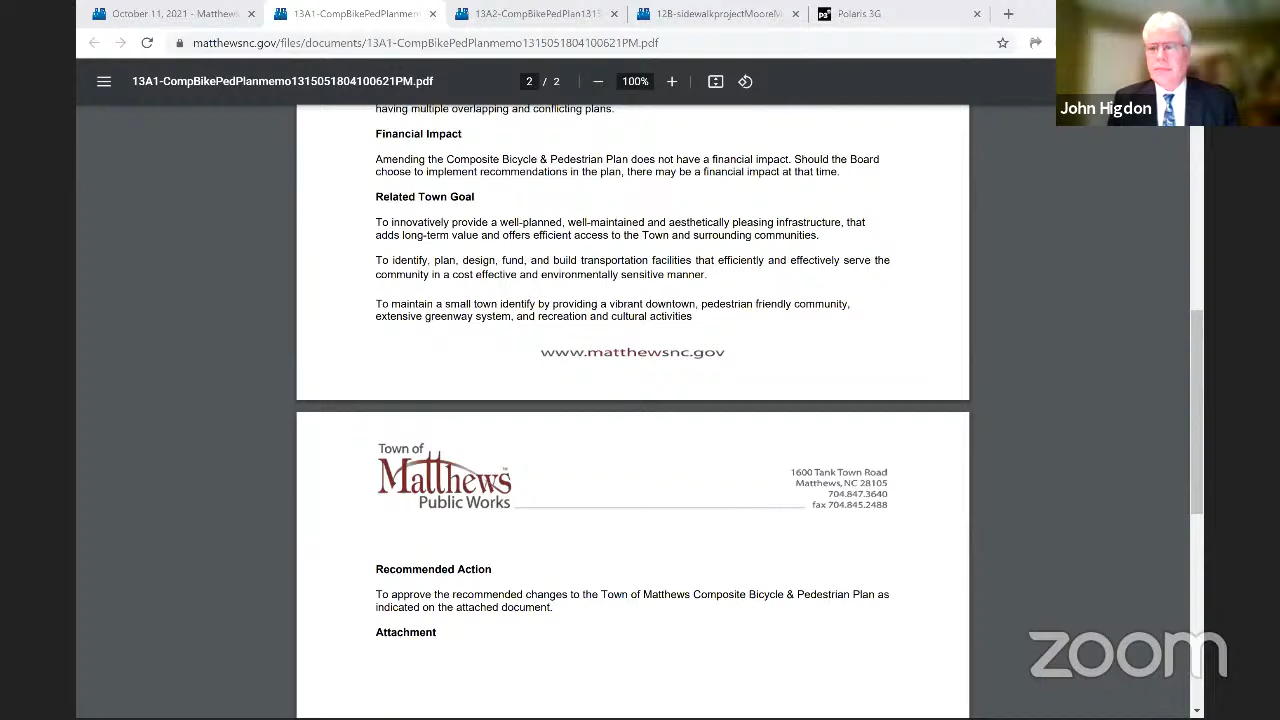 October 11, 2021 - Matthews
13A1-CompBikePedPlanmem
13A2-CompBikePedPlan1315
12B-sidewalkprojectMooreM
Polaris 3G
matthewsnc.gov/files/documents/13A1-CompBikePedPlanmemo1315051804100621PM.pdf
13A1-CompBikePedPlanmemo1315051804100621PM.pdf
2 / 2
100%
John Higdon
having multiple overlapping and conflicting plans.
Financial Impact
Amending the Composite Bicycle & Pedestrian Plan does not have a financial impact. Should the Board
choose to implement recommendations in the plan, there may be a financial impact at that time.
Related Town Goal
To innovatively provide a well-planned, well-maintained and aesthetically pleasing infrastructure, that
adds long-term value and offers efficient access to the Town and surrounding communities.
To identify, plan, design, fund, and build transportation facilities that efficiently and effectively serve the
community in a cost effective and environmentally sensitive manner.
To maintain a small town identify by providing a vibrant downtown, pedestrian friendly community,
extensive greenway system, and recreation and cultural activities
www.matthewsnc.gov
Town of
Matthews
Public Works
1600 Tank Town Road
Matthews, NC 28105
704.847.3640
fax 704.845.2488
Recommended Action
To approve the recommended changes to the Town of Matthews Composite Bicycle & Pedestrian Plan as
indicated on the attached document.
Attachment
zoom